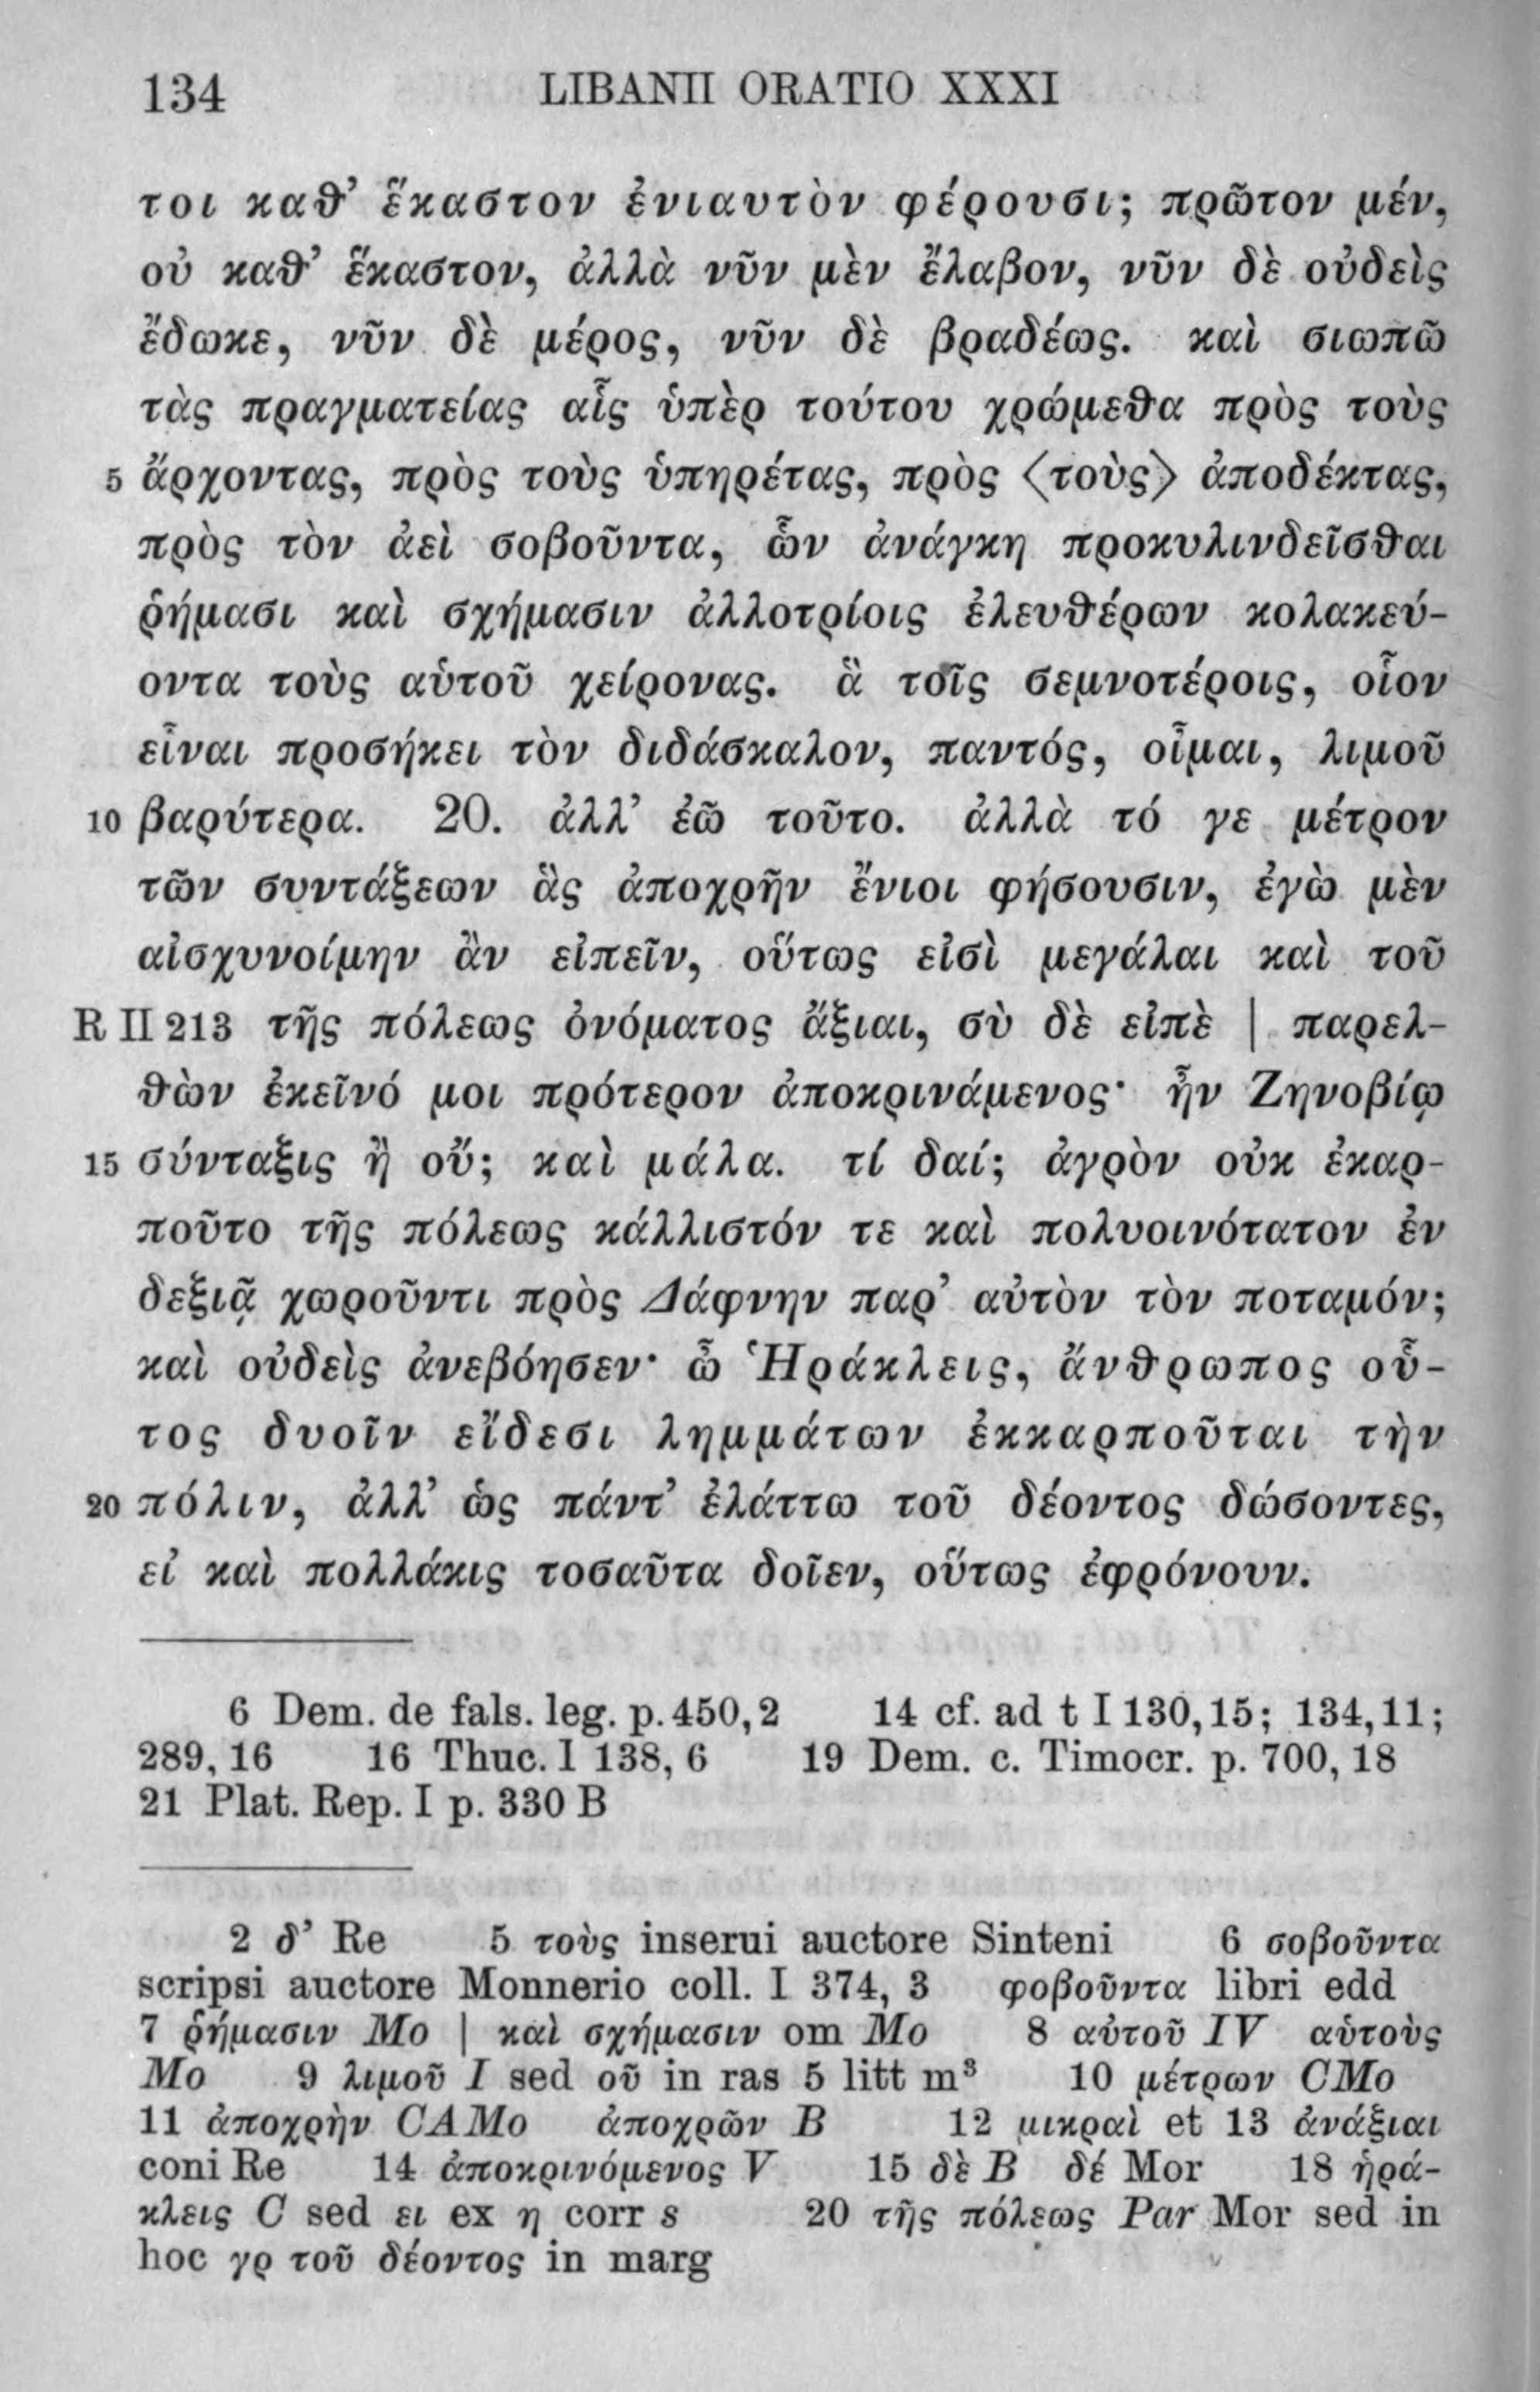 134 LIBANII ORATIO XXXI
τοι καθ’ ἕκαστον ἐνιαυτὸν φέρουσι; πρῶτον μέν,
οὐ καθ’ ἕκαστον, ἀλλὰ νῦν μὲν ἔλαβον, νῦν δὲ οὐδεὶς
ἔδωκε, νῦν δὲ μέρος, νῦν δὲ βραδέως. καὶ σιωπῶ
τὰς πραγματείας αἷς ὑπὲρ τούτου χρώμεθα πρὸς τοὺς
5 ἄρχοντας, πρὸς τοὺς ὑπηρέτας, πρὸς ⟨τοὺς⟩ ἀποδέκτας,
πρὸς τὸν ἀεὶ σοβοῦντα, ὧν ἀνάγκη προκυλινδεῖσθαι
ῥήμασι καὶ σχήμασιν ἀλλοτρίοις ἐλευθέρων κολακεύ-
οντα τοὺς αὑτοῦ χείρονας. ἃ τοῖς σεμνοτέροις, οἷον
εἶναι προσήκει τὸν διδάσκαλον, παντός, οἶμαι, λιμοῦ
10 βαρύτερα. 20. ἀλλ’ ἐῶ τοῦτο. ἀλλὰ τό γε μέτρον
τῶν συντάξεων ἃς ἀποχρῆν ἔνιοι φήσουσιν, ἐγὼ μὲν
αἰσχυνοίμην ἂν εἰπεῖν, οὕτως εἰσὶ μεγάλαι καὶ τοῦ
R II 213 τῆς πόλεως ὀνόματος ἄξιαι, σὺ δὲ εἰπὲ | παρελ-
θὼν ἐκεῖνό μοι πρότερον ἀποκρινάμενος· ἦν Ζηνοβίῳ
15 σύνταξις ἢ οὔ; καὶ μάλα. τί δαί; ἀγρὸν οὐκ ἐκαρ-
ποῦτο τῆς πόλεως κάλλιστόν τε καὶ πολυοινότατον ἐν
δεξιᾷ χωροῦντι πρὸς Δάφνην παρ’ αὐτὸν τὸν ποταμόν;
καὶ οὐδεὶς ἀνεβόησεν· ὦ Ἡράκλεις, ἄνθρωπος οὗ-
τος δυοῖν εἴδεσι λημμάτων ἐκκαρποῦται τὴν
20 πόλιν, ἀλλ’ ὡς πάντ’ ἐλάττω τοῦ δέοντος δώσοντες,
εἰ καὶ πολλάκις τοσαῦτα δοῖεν, οὕτως ἐφρόνουν.
6 Dem. de fals. leg. p. 450, 2 14 cf. ad t I 130, 15; 134, 11;
289, 16 16 Thuc. I 138, 6 19 Dem. c. Timocr. p. 700, 18
21 Plat. Rep. I p. 330 B
2 δ’ Re 5 τοὺς inserui auctore Sinteni 6 σοβοῦντα
scripsi auctore Monnerio coll. I 374, 3 φοβοῦντα libri edd
7 ῥήμασιν Mo | καὶ σχήμασιν om Mo 8 αὐτοῦ IV αὑτοὺς
Mo 9 λιμοῦ I sed οῦ in ras 5 litt m³ 10 μέτρων CMo
11 ἀποχρὴν CAMo ἀποχρῶν B 12 μικραὶ et 13 ἀνάξιαι
coni Re 14 ἀποκρινόμενος V 15 δὲ B δέ Mor 18 ἡρά-
κλεις C sed ει ex η corr s 20 τῆς πόλεως Par Mor sed in
hoc γρ τοῦ δέοντος in marg